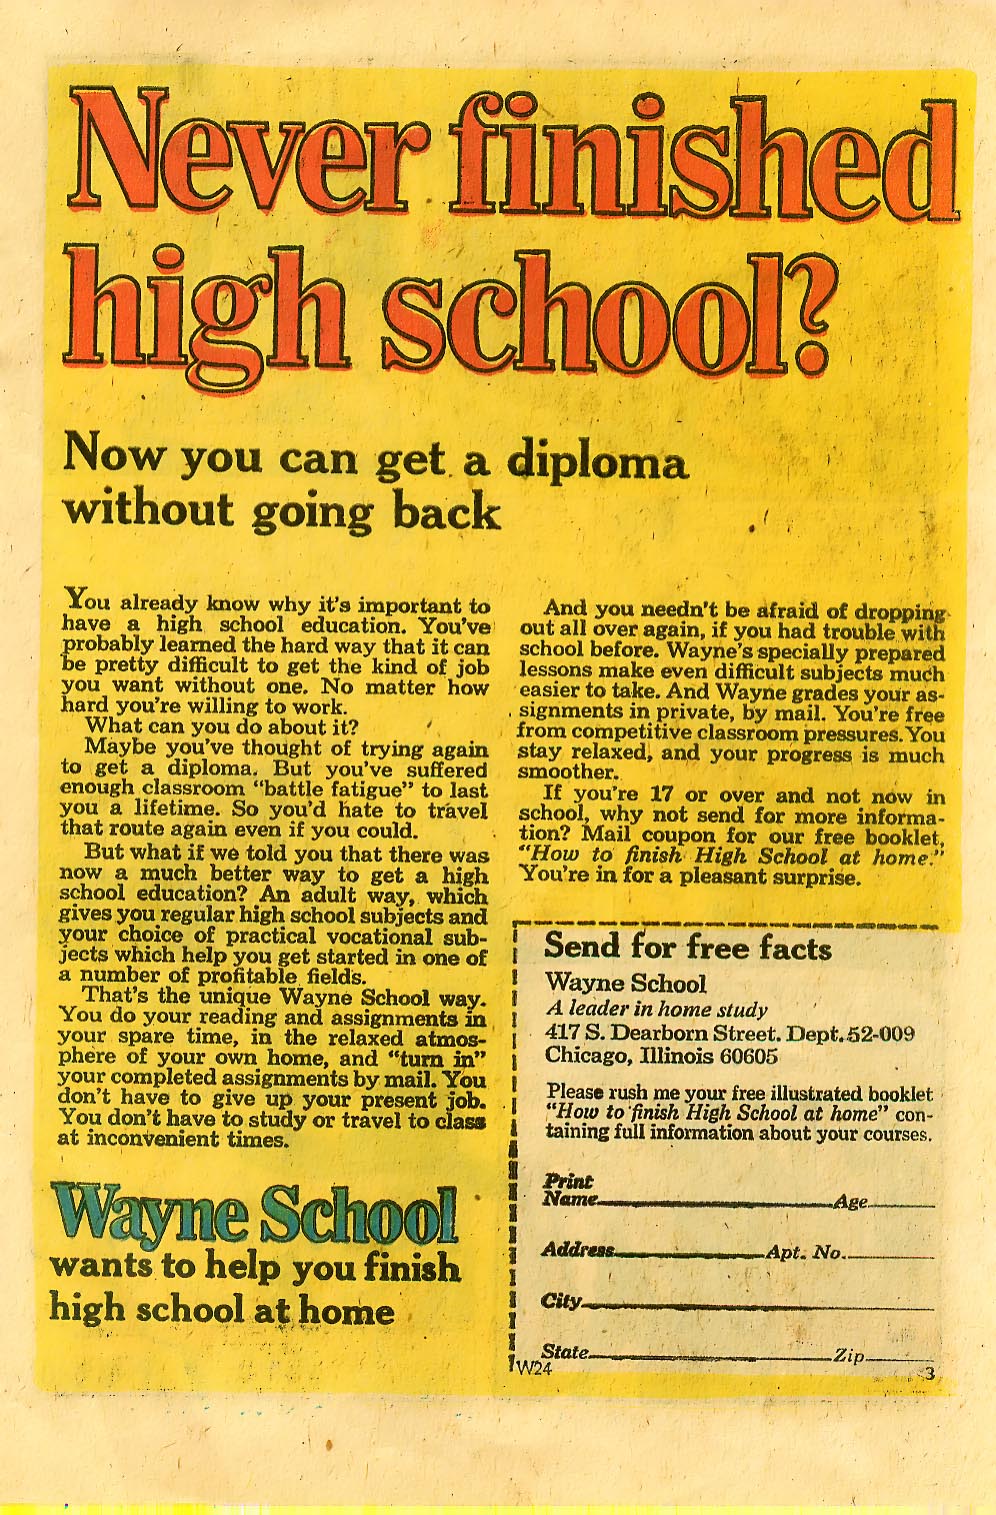 Never finished
high school?
Now you can get a diploma
without going back
You already know why it's important to
have a high school education. You've
probably learned the hard way that it can
be pretty difficult to get the kind of job
you want without one. No matter how
hard you're willing to work.
What can you do about it?
Maybe you've thought of trying again
to get a diploma. But you've suffered
enough classroom "battle fatigue" to last
you a lifetime. So you'd hate to travel
that route again even if you could.
But what if we told you that there was
now a much better way to get a high
school education? An adult way, which
gives you regular high school subjects and
your choice of practical vocational sub-
jects which help you get started in one of
a number of profitable fields.
That's the unique Wayne School way.
You do your reading and assignments in
your spare time, in the relaxed atmos-
phere of your own home, and "turn in"
your completed assignments by mail. You
don't have to give up your present job.
You don't have to study or travel to class
at inconvenient times.
Wayne School
wants to help you finish
high school at home
And you needn't be afraid of dropping
out all over again, if you had trouble with
school before. Wayne's specially prepared
lessons make even difficult subjects much
easier to take. And Wayne grades your as-
signments in private, by mail. You're free
from competitive classroom pressures. You
stay relaxed, and your progress is much
smoother.
If you're 17 or over and not now in
school, why not send for more informa-
tion? Mail coupon for our free booklet,
"How to finish High School at home."
You're in for a pleasant surprise.
Send for free facts
Wayne School
A leader in home study
417 S. Dearborn Street. Dept. 52-009
Chicago, Illinois 60605
Please rush me your free illustrated booklet
"How to finish High School at home" con-
taining full information about your courses.
Print
Name Age
Address Apt. No.
City
State Zip
W24 3